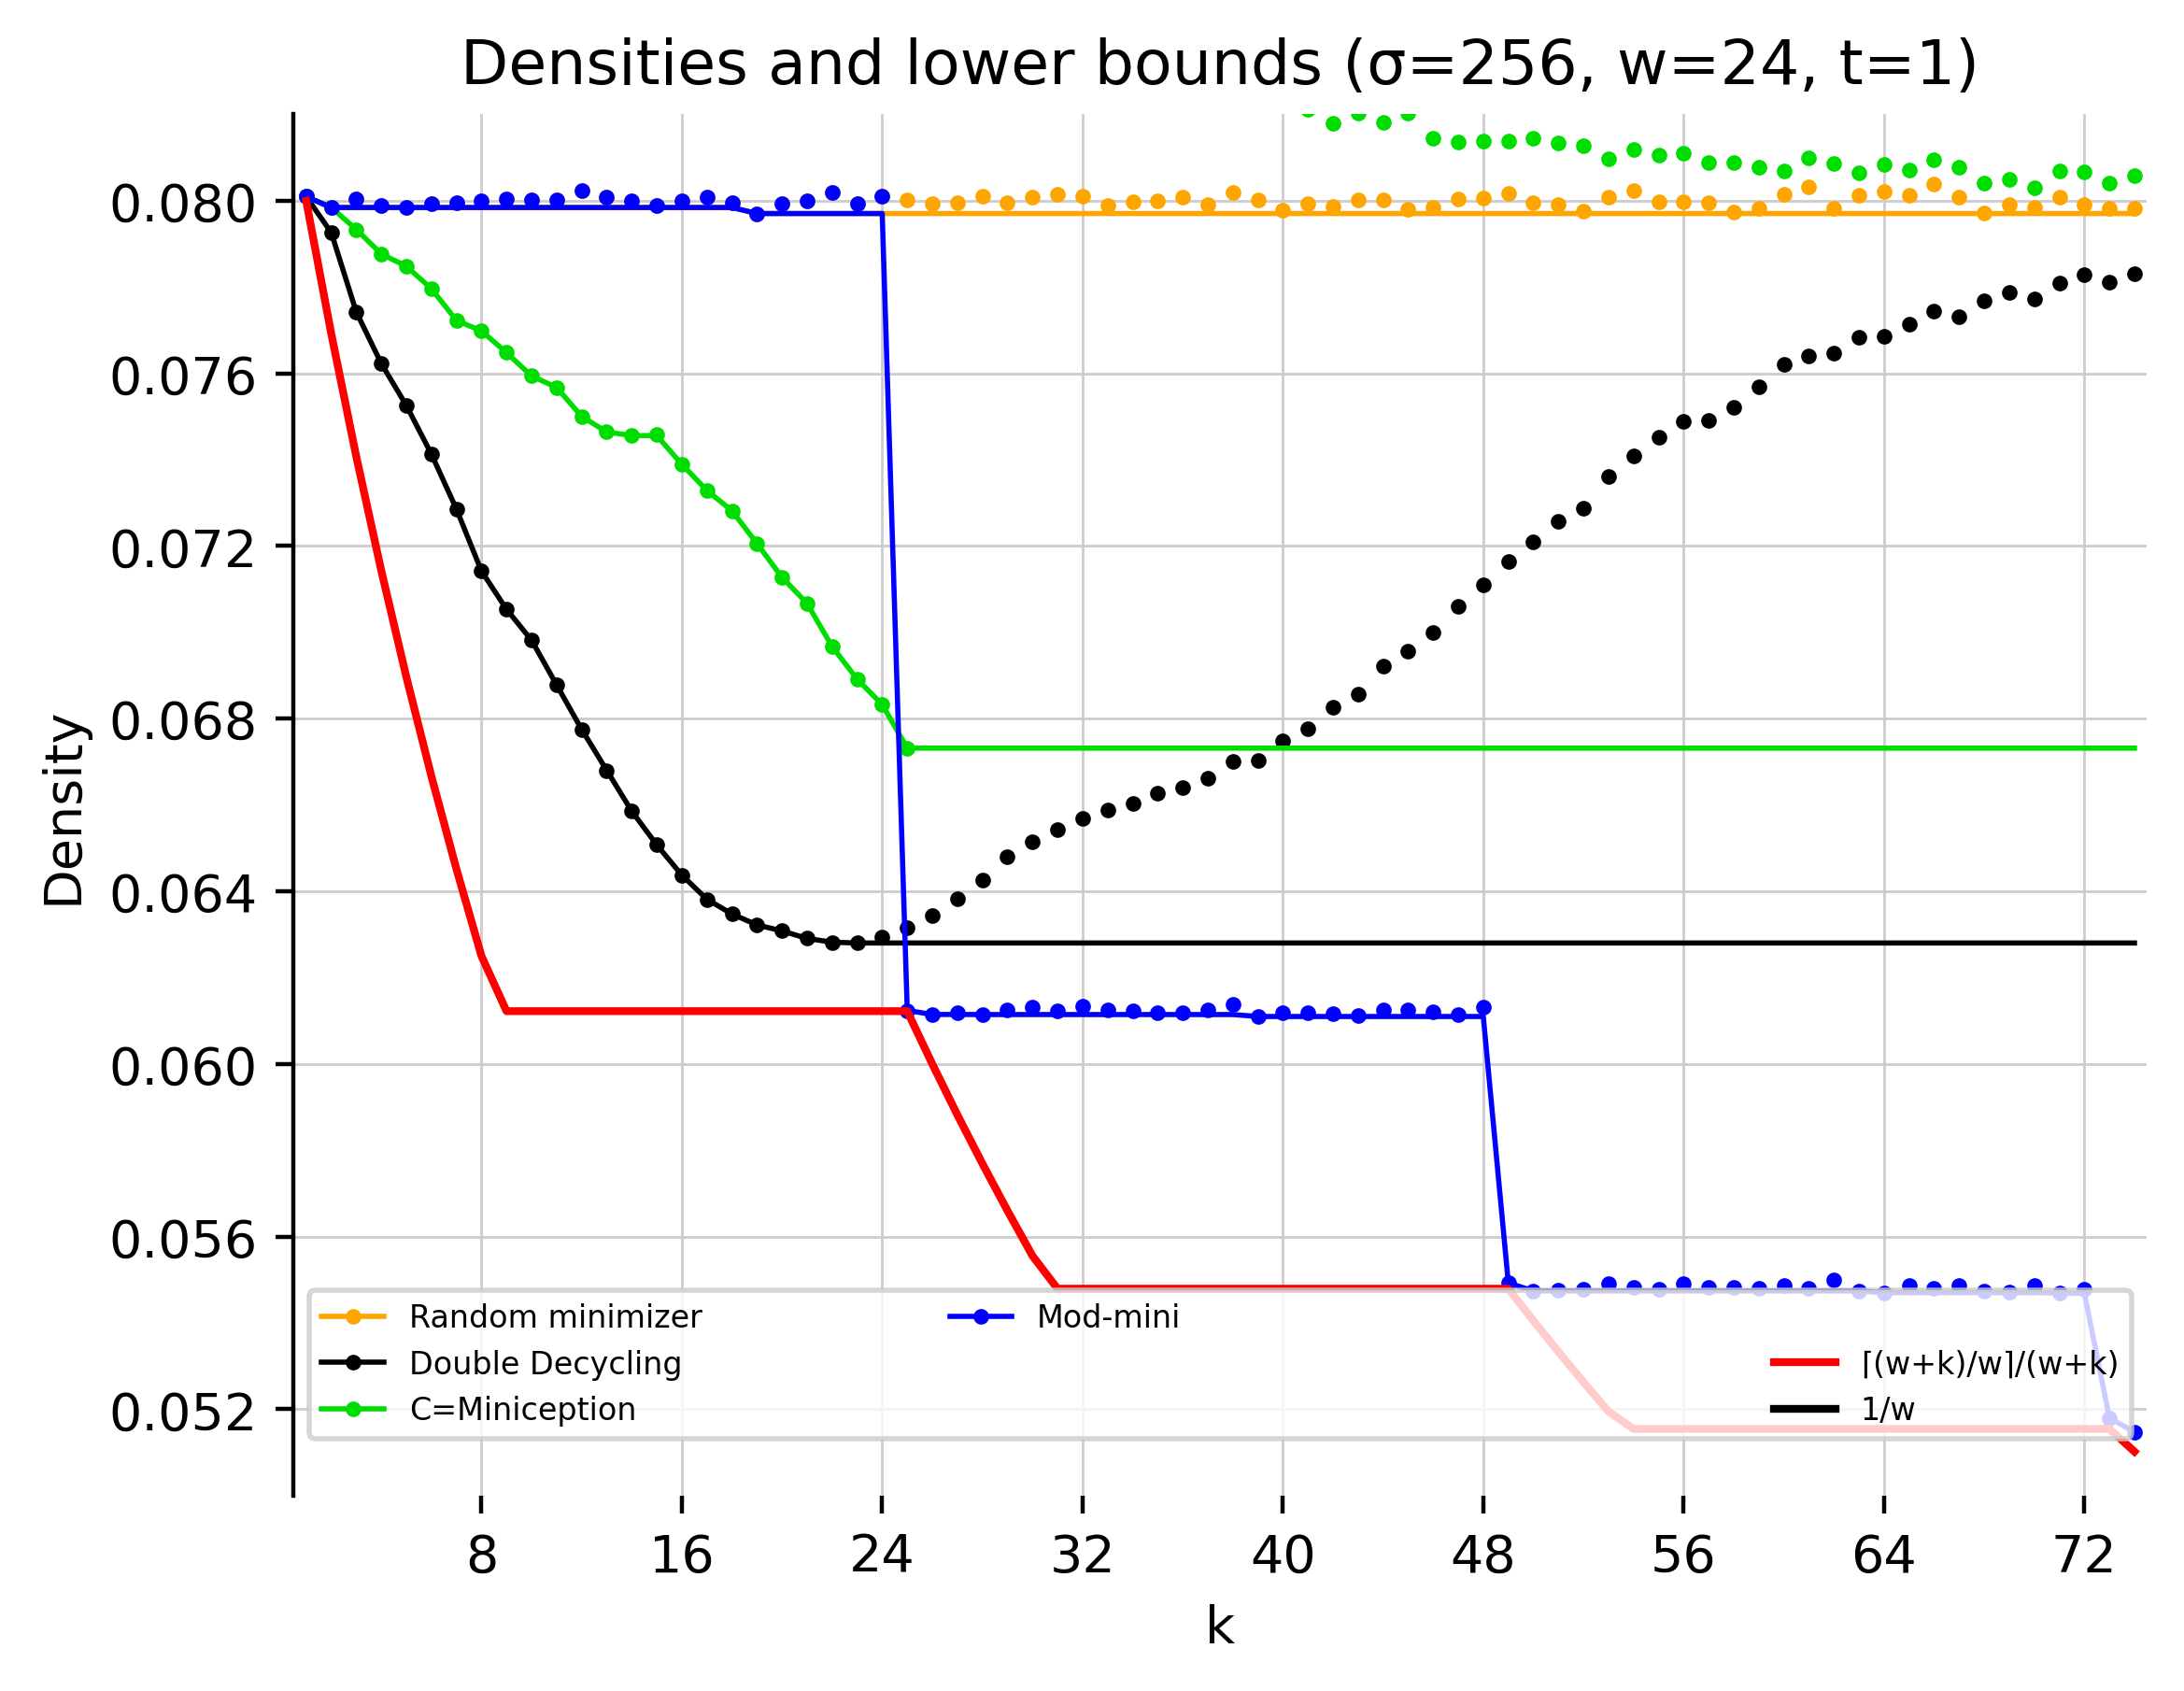 Densities and lower bounds (σ=256, w=24, t=1)
Density
0.080
0.076
0.072
0.068
0.064
0.060
0.056
0.052
Random minimizer
Double Decycling
C=Miniception
Mod-mini
⌈(w+k)/w⌉/(w+k)
1/w
8 16 24 32 40 48 56 64 72
k